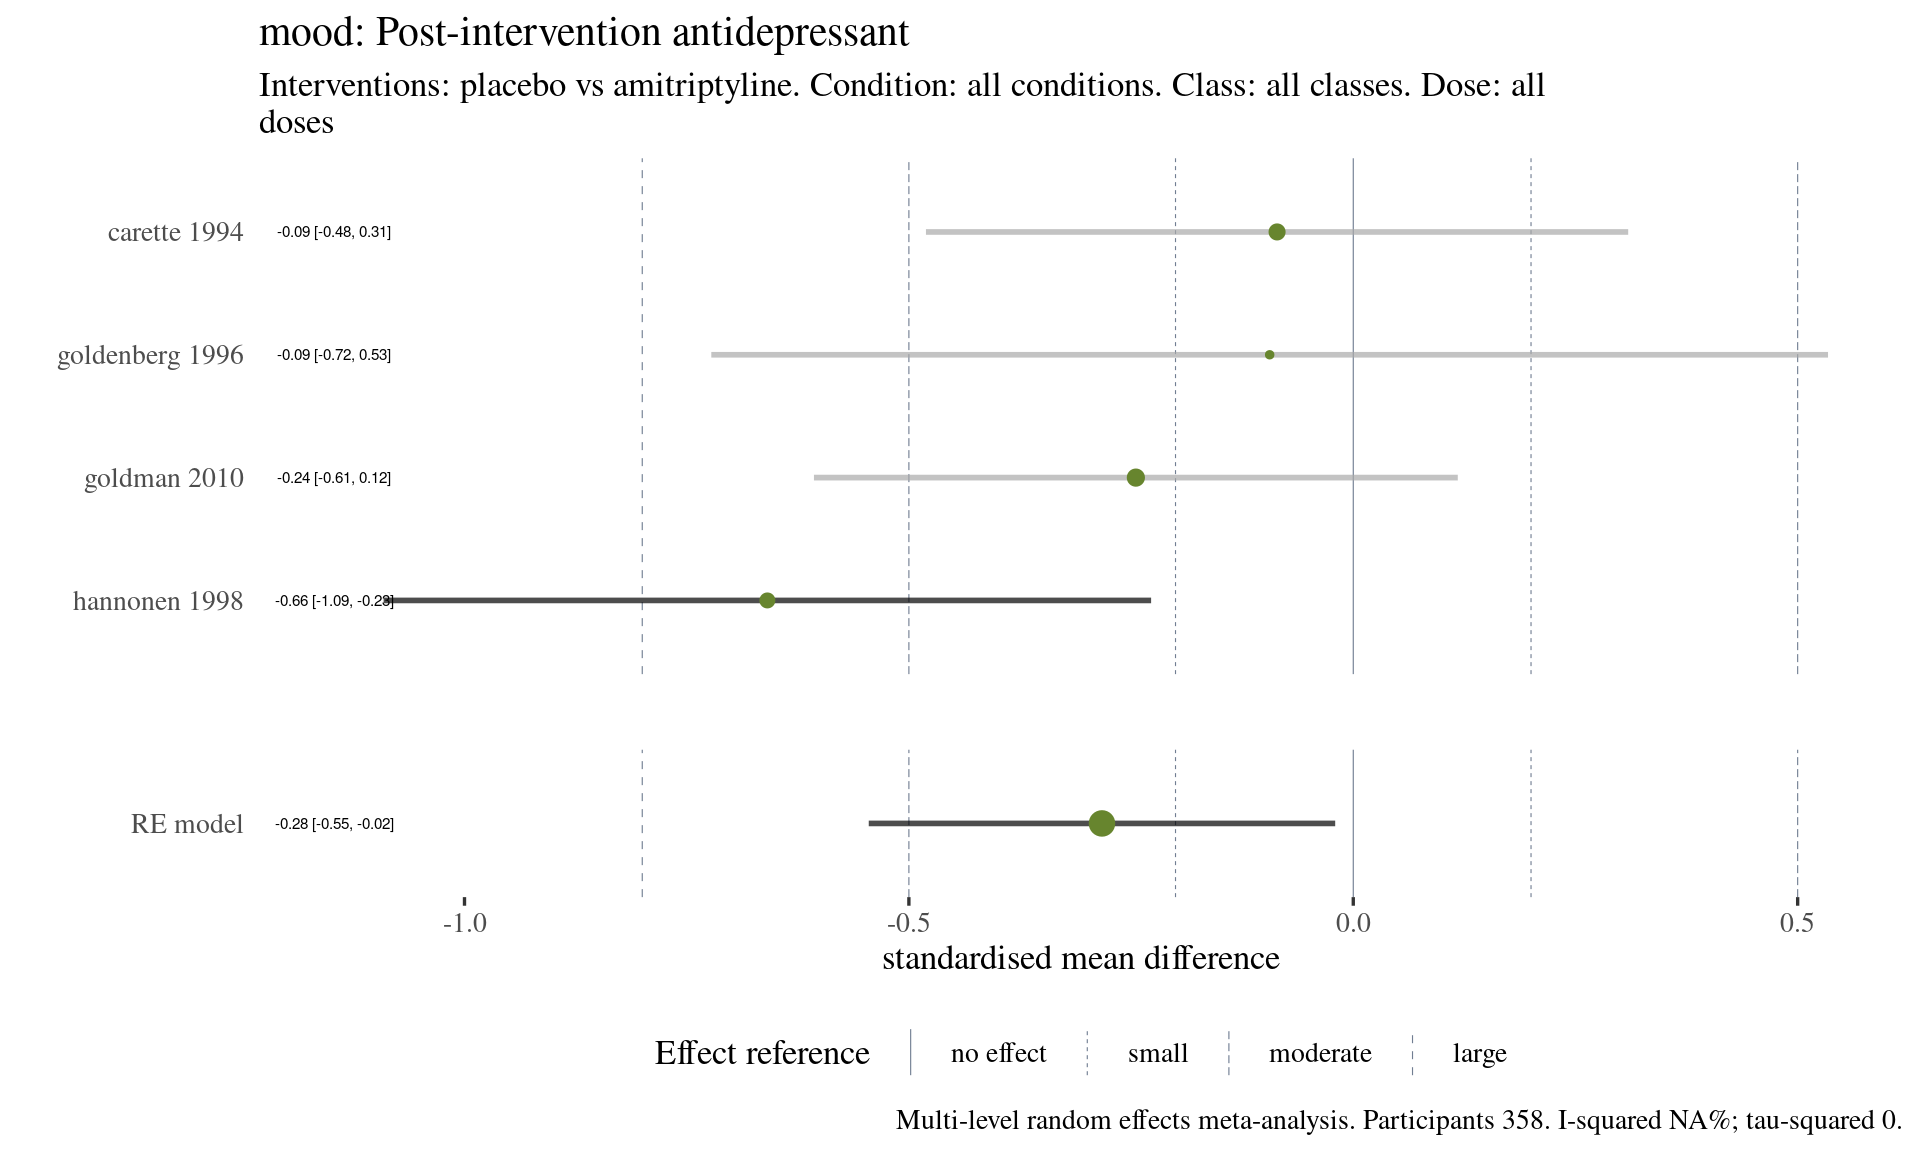 mood: Post-intervention antidepressant
Interventions: placebo vs amitriptyline. Condition: all conditions. Class: all classes. Dose: all
doses
carette 1994 -0.09 [-0.48, 0.31]
goldenberg 1996 -0.09 [-0.72, 0.53]
goldman 2010 -0.24 [-0.61, 0.12]
hannonen 1998 -0.66 [-1.09, -0.23]
RE model -0.28 [-0.55, -0.02]
-1.0 -0.5 0.0 0.5
standardised mean difference
Effect reference no effect small moderate large
Multi-level random effects meta-analysis. Participants 358. I-squared NA%; tau-squared 0.